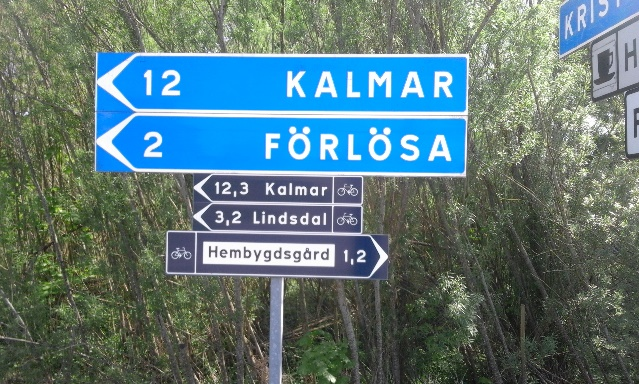 12 KALMAR
2 FÖRLÖSA
12,3 Kalmar
3,2 Lindsdal
Hembygdsgård 1,2